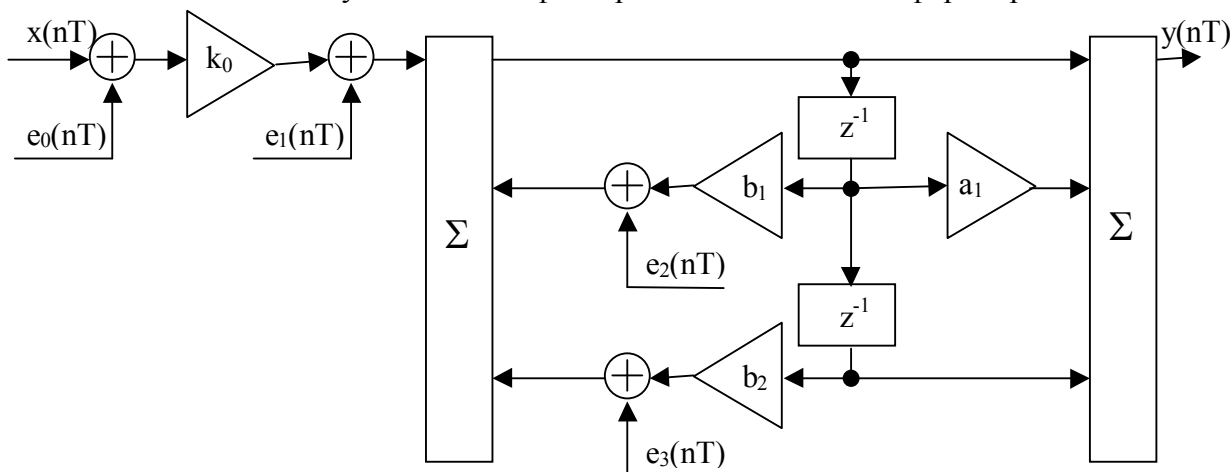 x(nT)
k₀
y(nT)
z⁻¹
e₀(nT)
e₁(nT)
b₁
a₁
Σ
Σ
e₂(nT)
z⁻¹
b₂
e₃(nT)